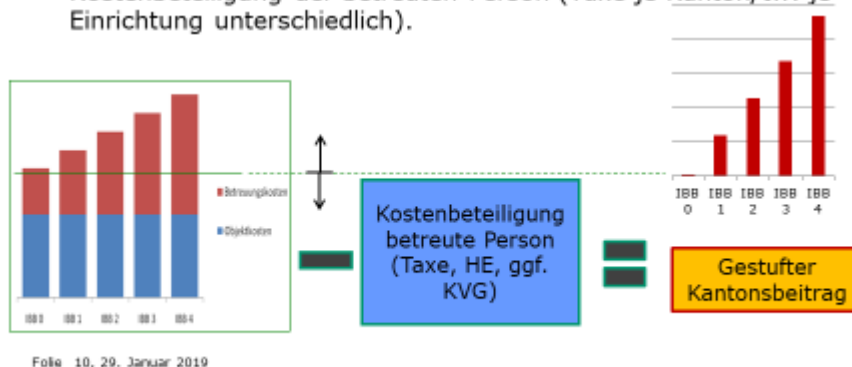 Einrichtung unterschiedlich).
Betreuungskosten
Objektkosten
IBB 0 IBB 1 IBB 2 IBB 3 IBB 4
Kostenbeteiligung
betreute Person
(Taxe, HE, ggf.
KVG)
IBB IBB IBB IBB IBB
0 1 2 3 4
Gestufter
Kantonsbeitrag
Folie 10, 29. Januar 2019